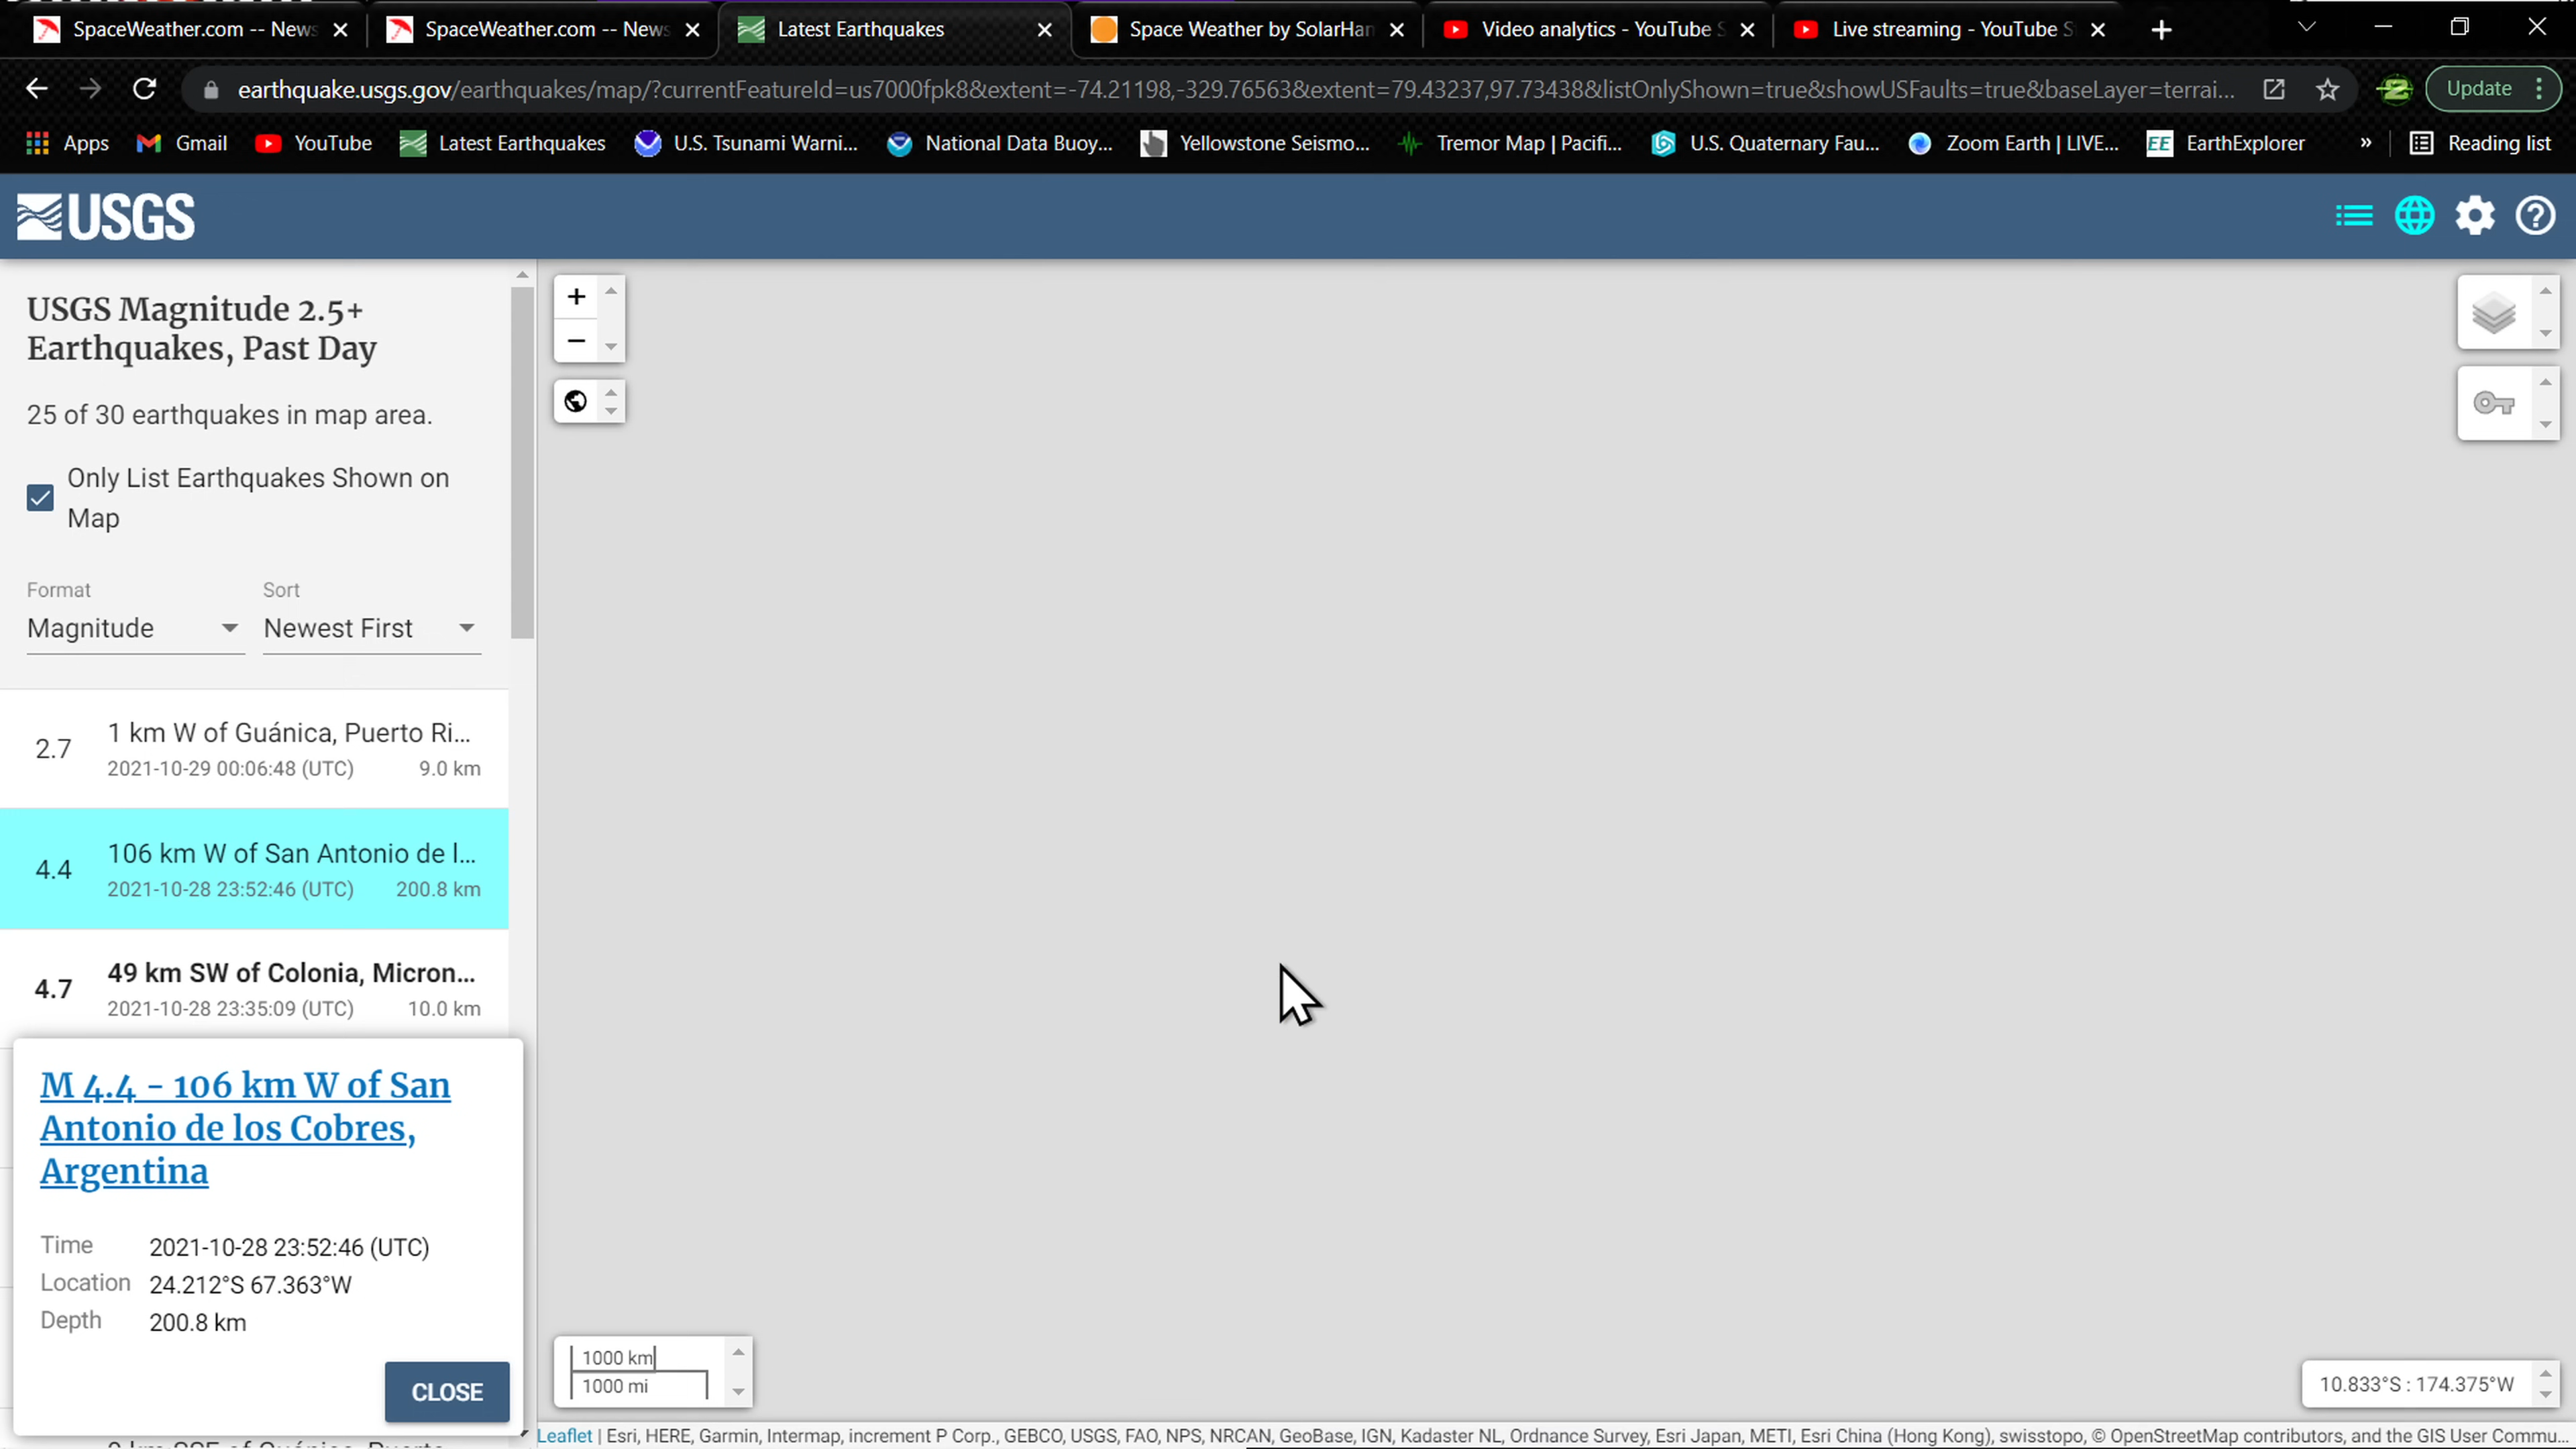 SpaceWeather.com -- News
SpaceWeather.com -- News
Latest Earthquakes
Space Weather by SolarHam
Video analytics - YouTube S
Live streaming - YouTube S
earthquake.usgs.gov/earthquakes/map/?currentFeatureId=us7000fpk8&extent=-74.21198,-329.76563&extent=79.43237,97.73438&listOnlyShown=true&showUSFaults=true&baseLayer=terrai...
Update
Apps
Gmail
YouTube
Latest Earthquakes
U.S. Tsunami Warni...
National Data Buoy...
Yellowstone Seismo...
Tremor Map | Pacifi...
U.S. Quaternary Fau...
Zoom Earth | LIVE...
EE EarthExplorer
»
Reading list
USGS
USGS Magnitude 2.5+
Earthquakes, Past Day
25 of 30 earthquakes in map area.
Only List Earthquakes Shown on
Map
Format
Sort
Magnitude
Newest First
2.7
1 km W of Guánica, Puerto Ri...
2021-10-29 00:06:48 (UTC) 9.0 km
4.4
106 km W of San Antonio de l...
2021-10-28 23:52:46 (UTC) 200.8 km
4.7
49 km SW of Colonia, Micron...
2021-10-28 23:35:09 (UTC) 10.0 km
M 4.4 - 106 km W of San
Antonio de los Cobres,
Argentina
Time 2021-10-28 23:52:46 (UTC)
Location 24.212°S 67.363°W
Depth 200.8 km
CLOSE
+
−
1000 km
1000 mi
10.833°S : 174.375°W
Leaflet | Esri, HERE, Garmin, Intermap, increment P Corp., GEBCO, USGS, FAO, NPS, NRCAN, GeoBase, IGN, Kadaster NL, Ordnance Survey, Esri Japan, METI, Esri China (Hong Kong), swisstopo, © OpenStreetMap contributors, and the GIS User Commu...